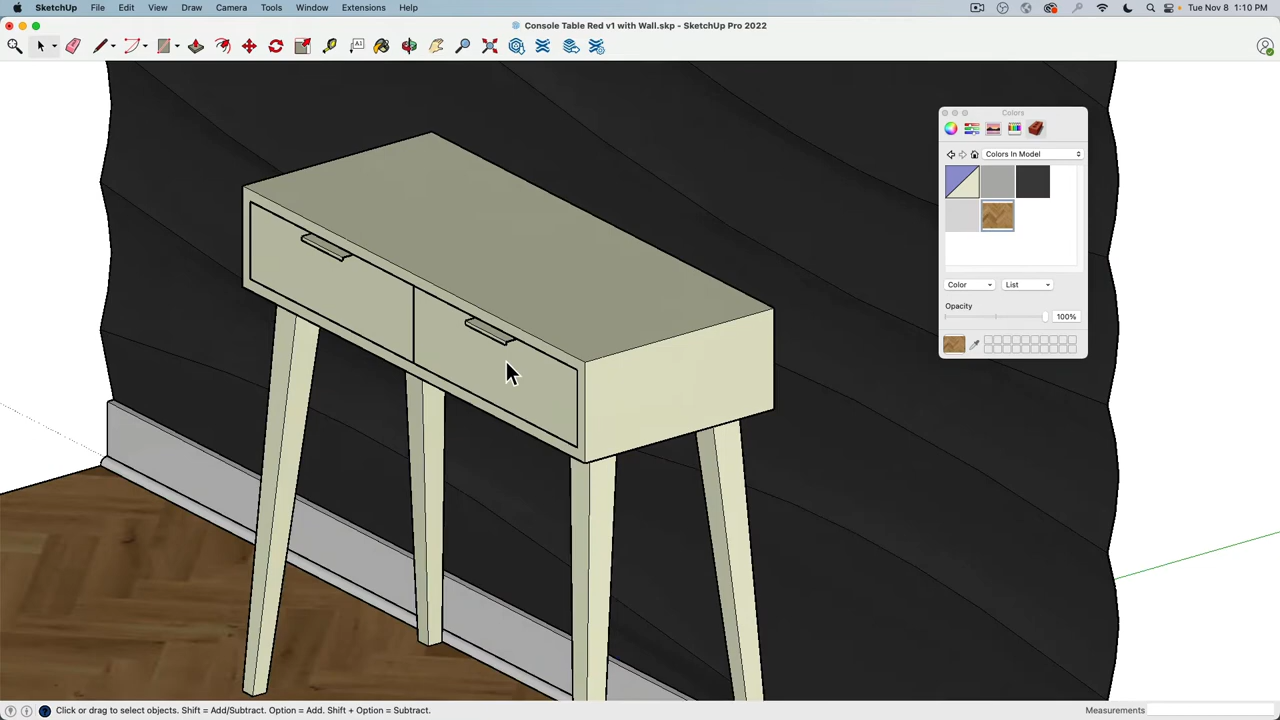 SketchUp File Edit View Draw Camera Tools Window Extensions Help Tue Nov 8 1:10 PM
Console Table Red v1 with Wall.skp - SketchUp Pro 2022
Colors
Colors In Model
Color List
Opacity
100%
Click or drag to select objects. Shift = Add/Subtract. Option = Add. Shift + Option = Subtract. Measurements